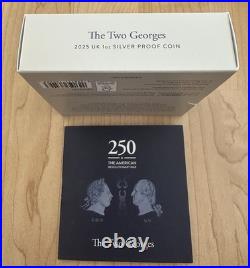 The Two Georges
2025 UK 1oz SILVER PROOF COIN
250
THE AMERICAN
REVOLUTIONARY WAR
The Two Georges